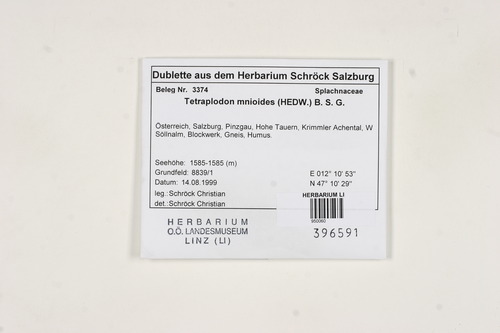 Dublette aus dem Herbarium Schröck Salzburg
Beleg Nr. 3374 Splachnaceae
Tetraplodon mnioides (HEDW.) B. S. G.
Österreich, Salzburg, Pinzgau, Hohe Tauern, Krimmler Achental, W
Söllnalm, Blockwerk, Gneis, Humus.
Seehöhe: 1585-1585 (m)
Grundfeld: 8839/1 E 012° 10' 53"
Datum: 14.08.1999 N 47° 10' 29"
leg.:Schröck Christian HERBARIUM LI
det.:Schröck Christian
HERBARIUM
O.Ö. LANDESMUSEUM
LINZ (LI)
396591